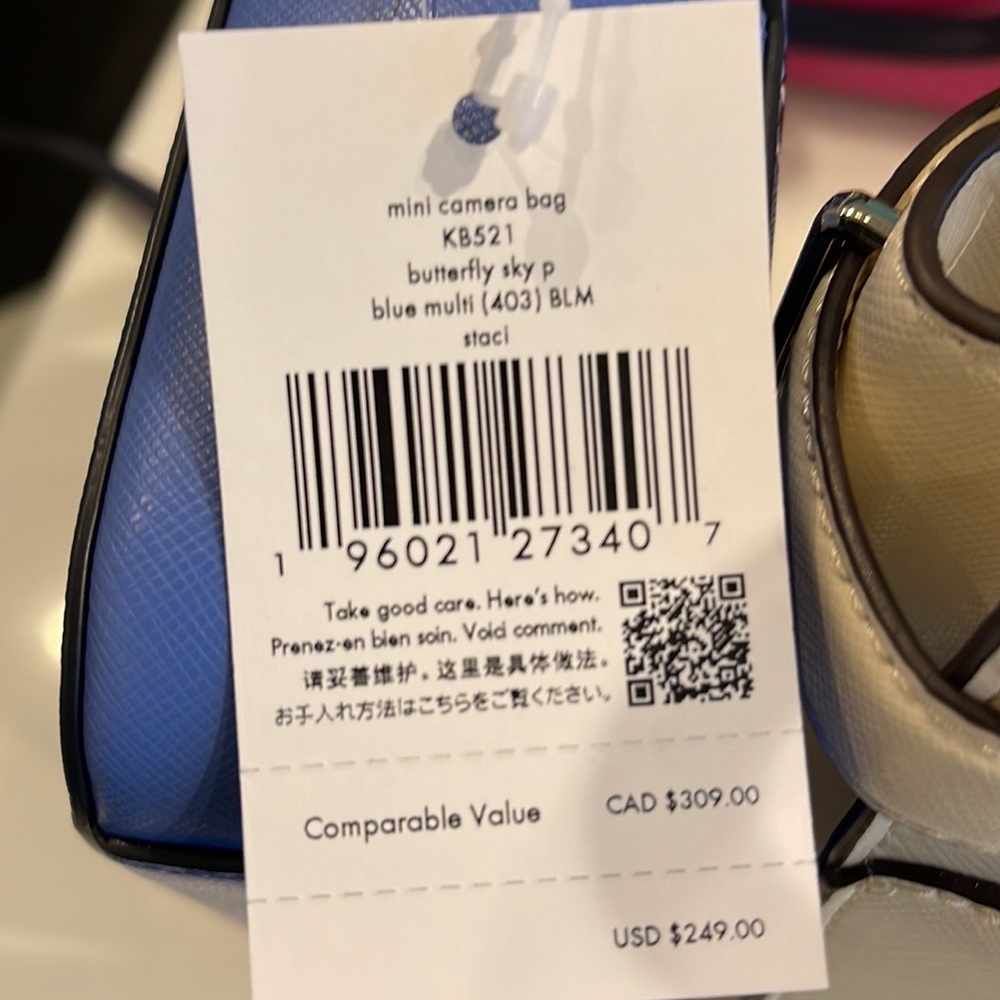 mini camera bag
KB521
butterfly sky p
blue multi (403) BLM
staci
1 96021 27340 7
Take good care. Here's how.
Prenez-en bien soin. Void comment.
请妥善维护。这里是具体做法。
お手入れ方法はこちらをご覧ください。
Comparable Value CAD $309.00
USD $249.00